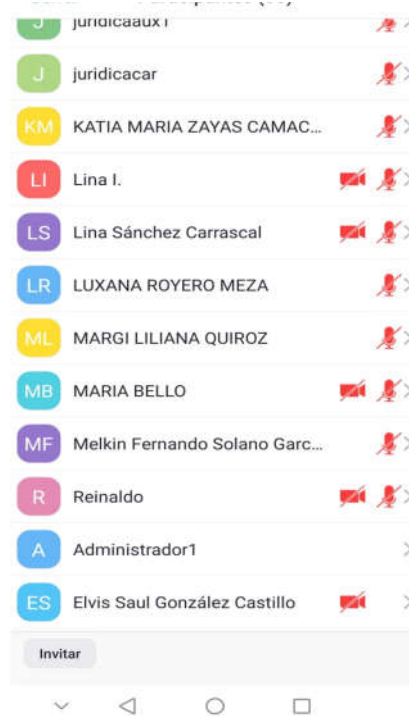 J juridicaaux1
J juridicacar
KM KATIA MARIA ZAYAS CAMAC...
LI Lina I.
LS Lina Sánchez Carrascal
LR LUXANA ROYERO MEZA
ML MARGI LILIANA QUIROZ
MB MARIA BELLO
MF Melkin Fernando Solano Garc...
R Reinaldo
A Administrador1
ES Elvis Saul González Castillo
Invitar